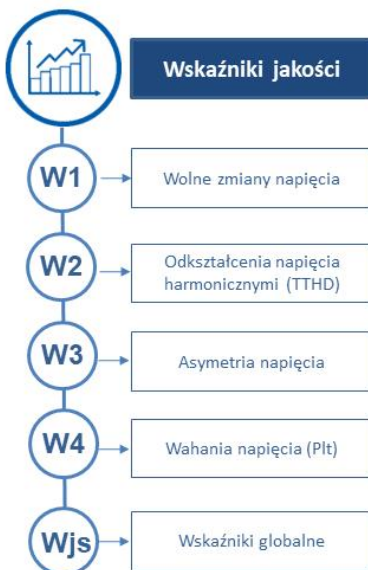 Wskaźniki jakości
W1
Wolne zmiany napięcia
W2
Odkształcenia napięcia
harmonicznymi (TTHD)
W3
Asymetria napięcia
W4
Wahania napięcia (Plt)
Wjs
Wskaźniki globalne